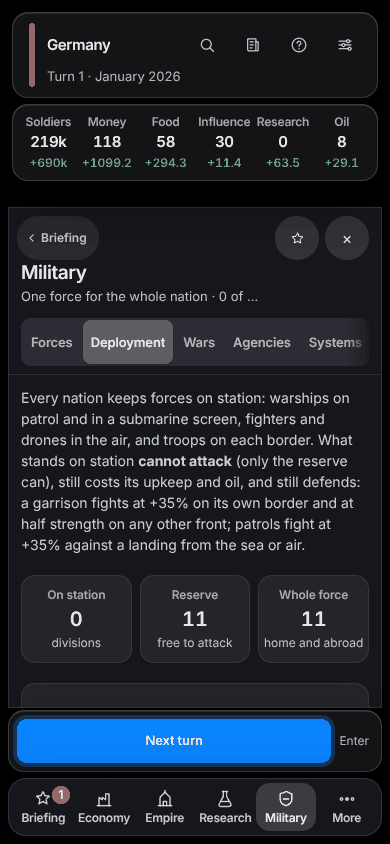 Germany
Turn 1 · January 2026
Soldiers Money Food Influence Research Oil
219k 118 58 30 0 8
+690k +1099.2 +294.3 +11.4 +63.5 +29.1
Briefing
Military
One force for the whole nation · 0 of ...
Forces Deployment Wars Agencies Systems
Every nation keeps forces on station: warships on
patrol and in a submarine screen, fighters and
drones in the air, and troops on each border. What
stands on station cannot attack (only the reserve
can), still costs its upkeep and oil, and still defends:
a garrison fights at +35% on its own border and at
half strength on any other front; patrols fight at
+35% against a landing from the sea or air.
On station Reserve Whole force
0 11 11
divisions free to attack home and abroad
Next turn Enter
1
Briefing Economy Empire Research Military More